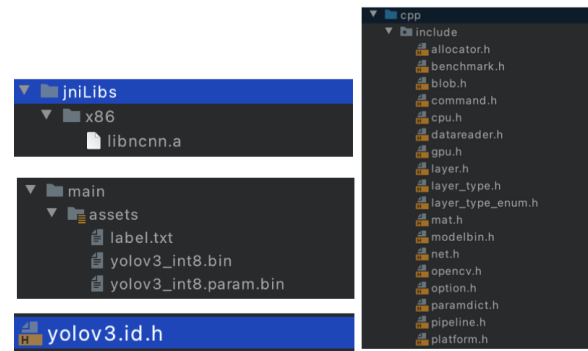 jniLibs
x86
libncnn.a
main
assets
label.txt
yolov3_int8.bin
yolov3_int8.param.bin
H yolov3.id.h
cpp
include
allocator.h
benchmark.h
blob.h
command.h
cpu.h
datareader.h
gpu.h
layer.h
layer_type.h
layer_type_enum.h
mat.h
modelbin.h
net.h
opencv.h
option.h
paramdict.h
pipeline.h
platform.h